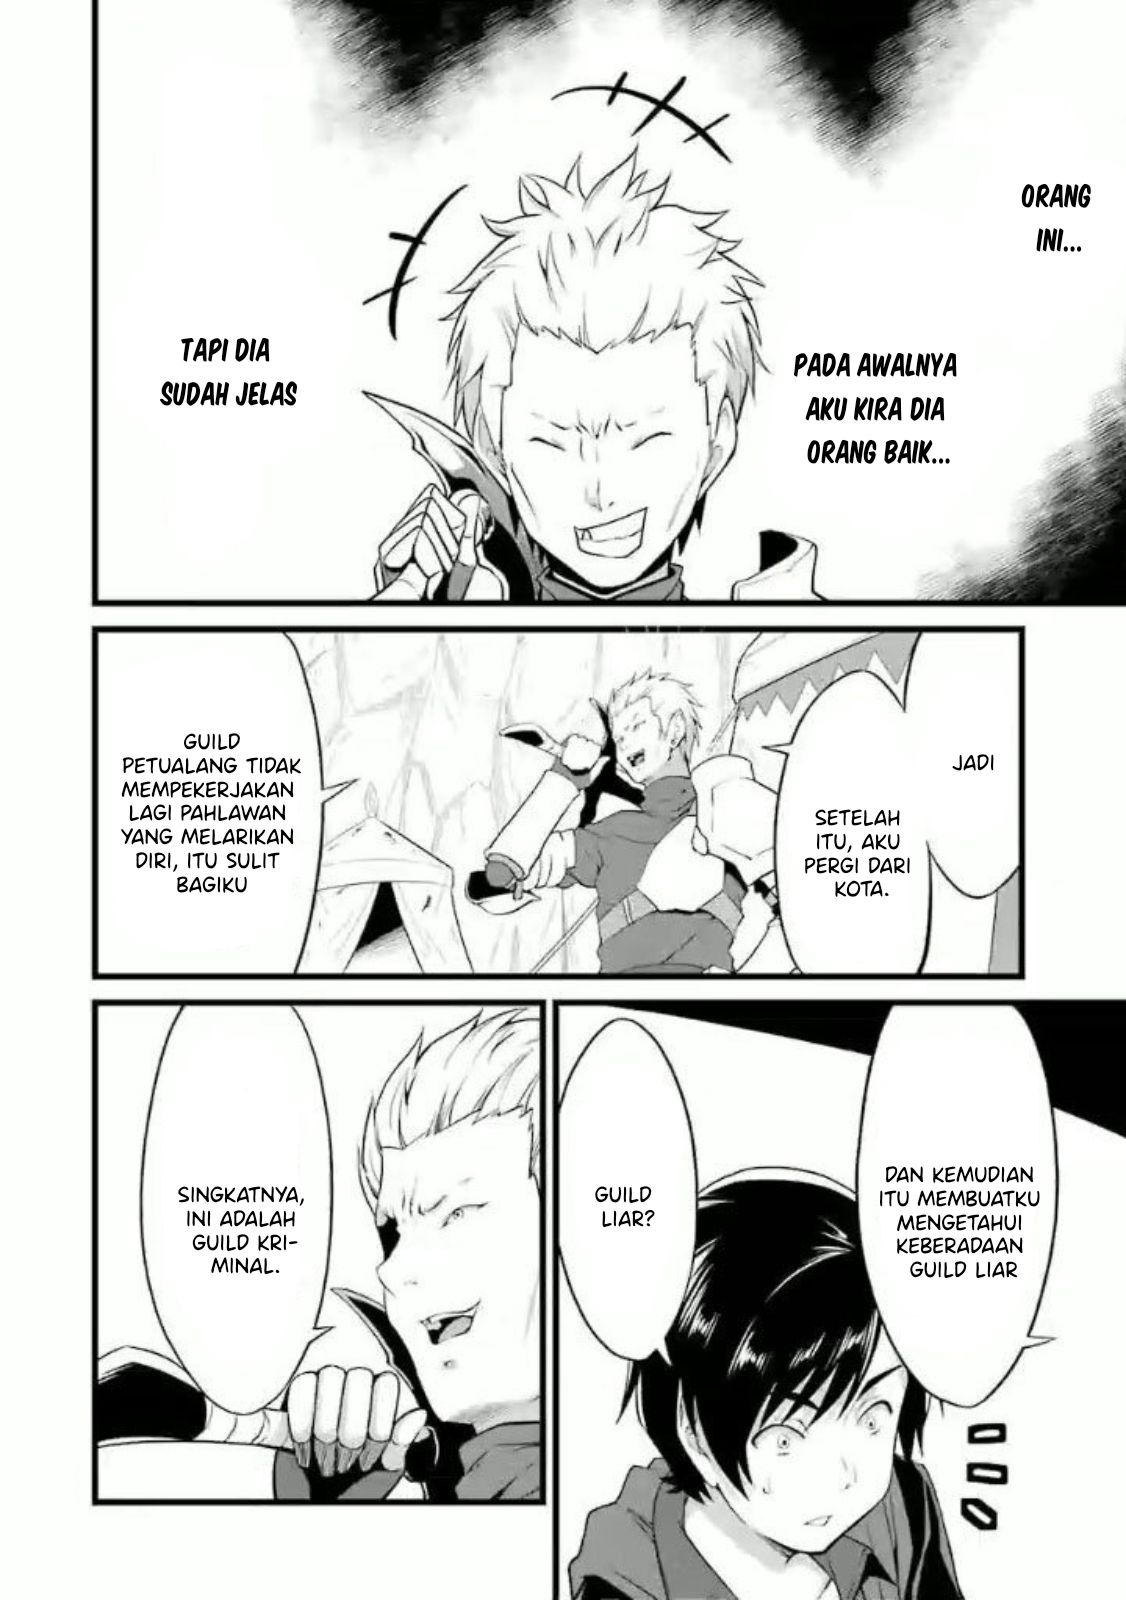 ORANG
INI...
PADA AWALNYA
AKU KIRA DIA
ORANG BAIK...
TAPI DIA
SUDAH JELAS
JADI
SETELAH
ITU, AKU
PERGI DARI
KOTA.
GUILD
PETUALANG TIDAK
MEMPEKERJAKAN
LAGI PAHLAWAN
YANG MELARIKAN
DIRI, ITU SULIT
BAGIKU
DAN KEMUDIAN
ITU MEMBUATKU
MENGETAHUI
KEBERADAAN
GUILD LIAR
GUILD
LIAR?
SINGKATNYA,
INI ADALAH
GUILD KRI-
MINAL.